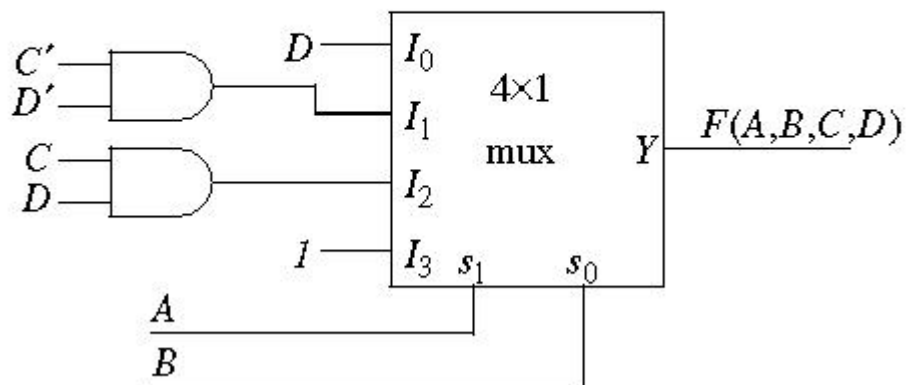 D
C′
D′
C
D
1
I₀
I₁
I₂
I₃
4×1
mux
s₁
s₀
Y
F(A,B,C,D)
A
B